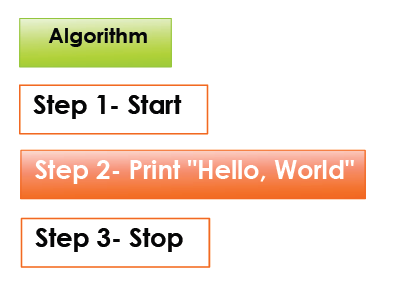 Algorithm
Step 1- Start
Step 2- Print "Hello, World"
Step 3- Stop